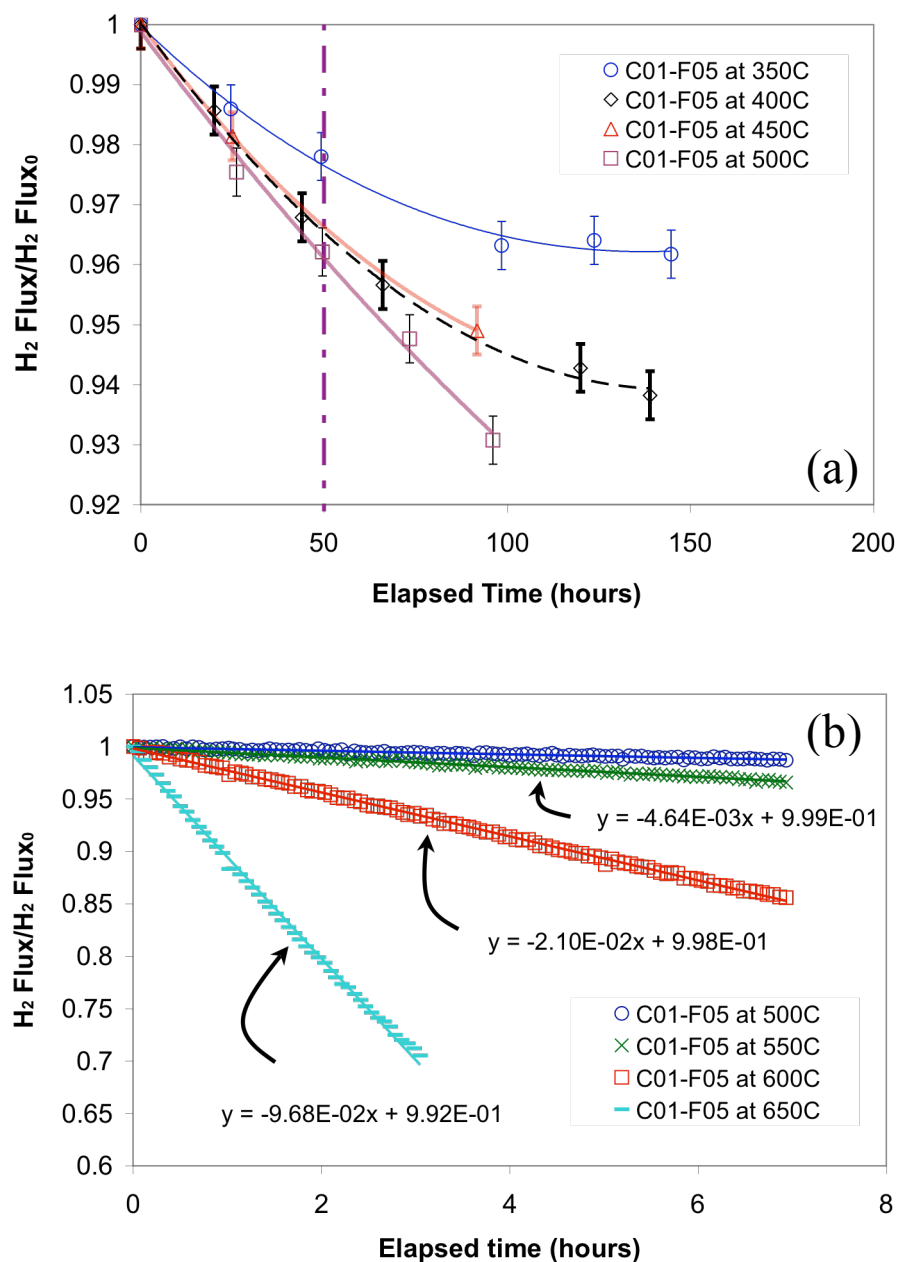 1
0.99
0.98
0.97
0.96
0.95
0.94
0.93
0.92
H₂ Flux/H₂ Flux₀
C01-F05 at 350C
C01-F05 at 400C
C01-F05 at 450C
C01-F05 at 500C
(a)
0 50 100 150 200
Elapsed Time (hours)
1.05
1
0.95
0.9
0.85
0.8
0.75
0.7
0.65
0.6
H₂ Flux/H₂ Flux₀
(b)
y = -4.64E-03x + 9.99E-01
y = -2.10E-02x + 9.98E-01
y = -9.68E-02x + 9.92E-01
C01-F05 at 500C
C01-F05 at 550C
C01-F05 at 600C
C01-F05 at 650C
0 2 4 6 8
Elapsed time (hours)